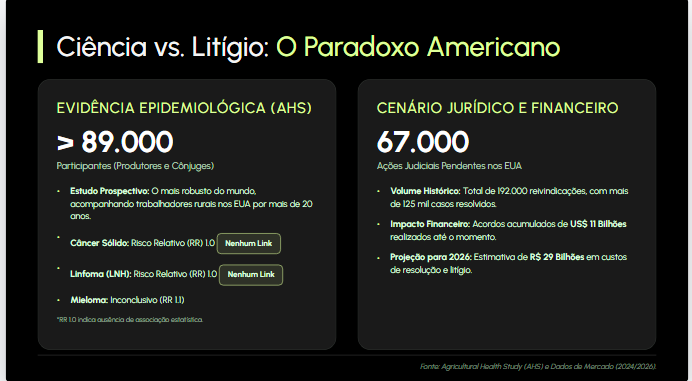 Ciência vs. Litígio: O Paradoxo Americano
EVIDÊNCIA EPIDEMIOLÓGICA (AHS)
> 89.000
Participantes (Produtores e Cônjuges)
• Estudo Prospectivo: O mais robusto do mundo,
acompanhando trabalhadores rurais nos EUA por mais de 20
anos.
• Câncer Sólido: Risco Relativo (RR) 1.0 Nenhum Link
• Linfoma (LNH): Risco Relativo (RR) 1.0 Nenhum Link
• Mieloma: Inconclusivo (RR 1.1)
*RR 1.0 indica ausência de associação estatística.
CENÁRIO JURÍDICO E FINANCEIRO
67.000
Ações Judiciais Pendentes nos EUA
• Volume Histórico: Total de 192.000 reivindicações, com mais
de 125 mil casos resolvidos.
• Impacto Financeiro: Acordos acumulados de US$ 11 Bilhões
realizados até o momento.
• Projeção para 2026: Estimativa de R$ 29 Bilhões em custos
de resolução e litígio.
Fonte: Agricultural Health Study (AHS) e Dados de Mercado (2024/2026).